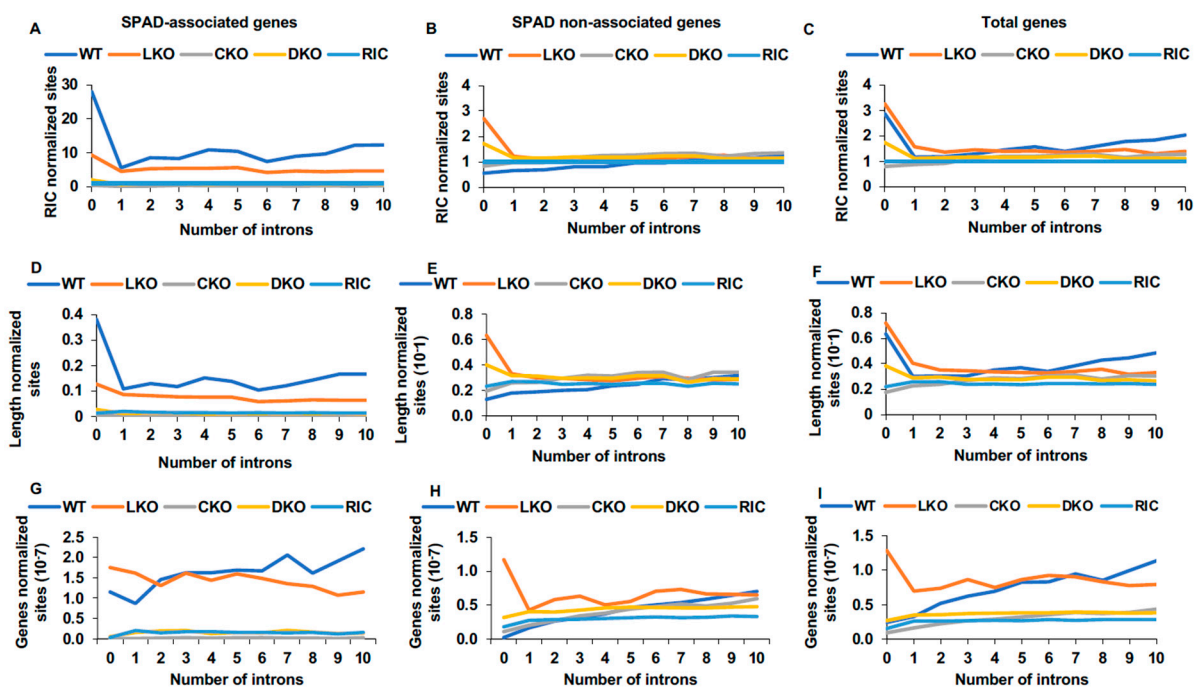 SPAD-associated genes
SPAD non-associated genes
Total genes
A
B
C
WT LKO CKO DKO RIC
RIC normalized sites
30
20
10
0
0 1 2 3 4 5 6 7 8 9 10
Number of introns
WT LKO CKO DKO RIC
RIC normalized sites
4
3
2
1
0
0 1 2 3 4 5 6 7 8 9 10
Number of introns
WT LKO CKO DKO RIC
RIC normalized sites
4
3
2
1
0
0 1 2 3 4 5 6 7 8 9 10
Number of introns
D
WT LKO CKO DKO RIC
Length normalized
sites
0.4
0.3
0.2
0.1
0.0
0 1 2 3 4 5 6 7 8 9 10
Number of introns
E
WT LKO CKO DKO RIC
Length normalized
sites (10⁻¹)
0.8
0.6
0.4
0.2
0.0
0 1 2 3 4 5 6 7 8 9 10
Number of introns
F
WT LKO CKO DKO RIC
Length normalized
sites (10⁻¹)
0.8
0.6
0.4
0.2
0.0
0 1 2 3 4 5 6 7 8 9 10
Number of introns
G
WT LKO CKO DKO RIC
Genes normalized
sites (10⁻⁷)
2.5
2.0
1.5
1.0
0.5
0.0
0 1 2 3 4 5 6 7 8 9 10
Number of introns
H
WT LKO CKO DKO RIC
Genes normalized
sites (10⁻⁷)
1.5
1.0
0.5
0.0
0 1 2 3 4 5 6 7 8 9 10
Number of introns
I
WT LKO CKO DKO RIC
Genes normalized
sites (10⁻⁷)
1.5
1.0
0.5
0.0
0 1 2 3 4 5 6 7 8 9 10
Number of introns